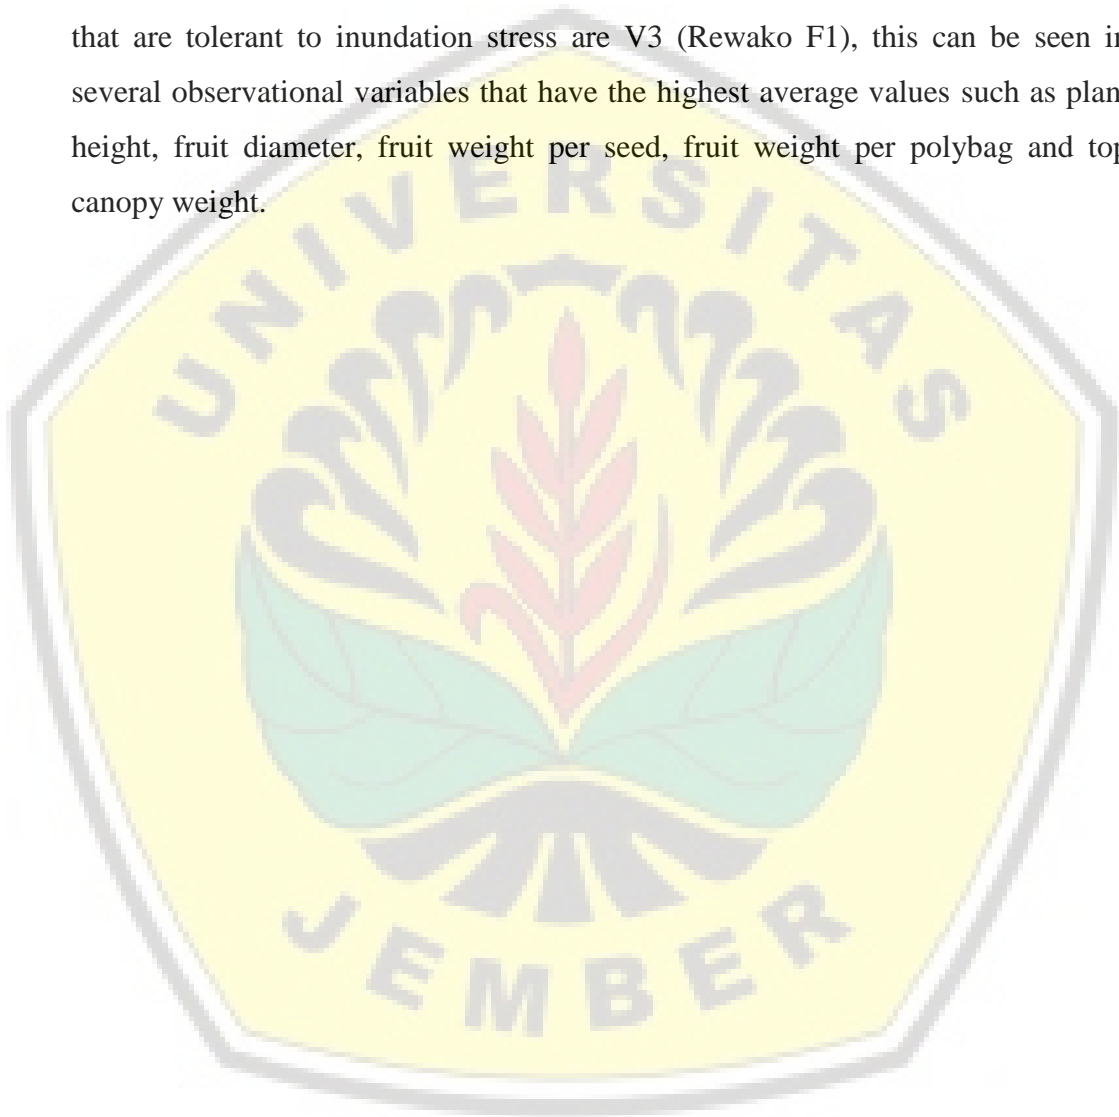 that are tolerant to inundation stress are V3 (Rewako F1), this can be seen in
several observational variables that have the highest average values such as plan
height, fruit diameter, fruit weight per seed, fruit weight per polybag and top
canopy weight.
UNIVERSITAS
JEMBER